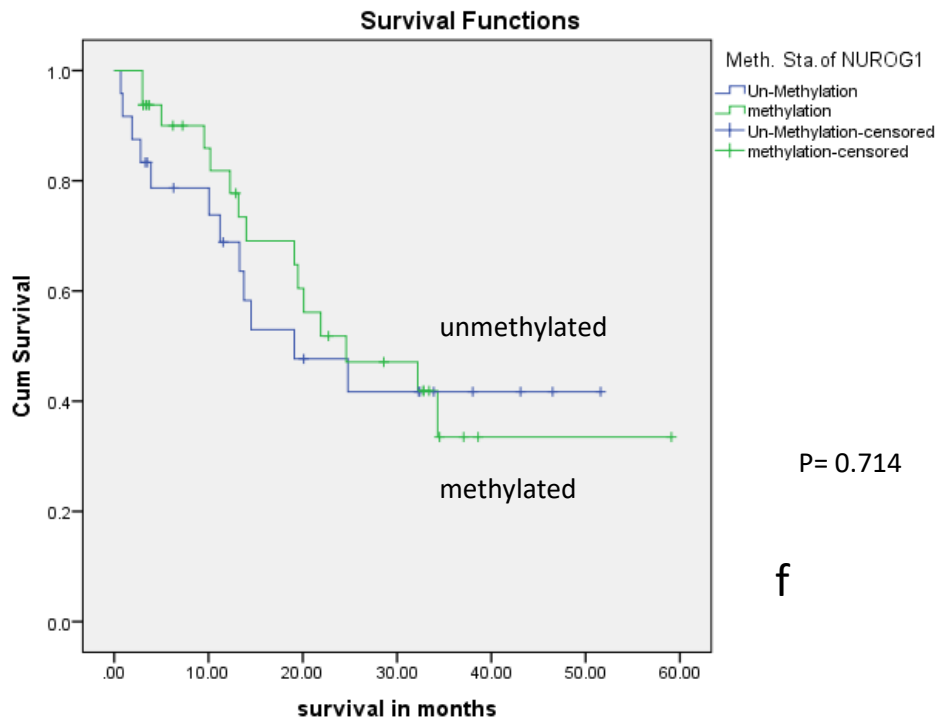 Survival Functions
Meth. Sta. of NUROG1
Un-Methylation
methylation
Un-Methylation-censored
methylation-censored
Cum Survival
1.0
0.8
0.6
0.4
0.2
0.0
unmethylated
methylated
P= 0.714
f
.00 10.00 20.00 30.00 40.00 50.00 60.00
survival in months